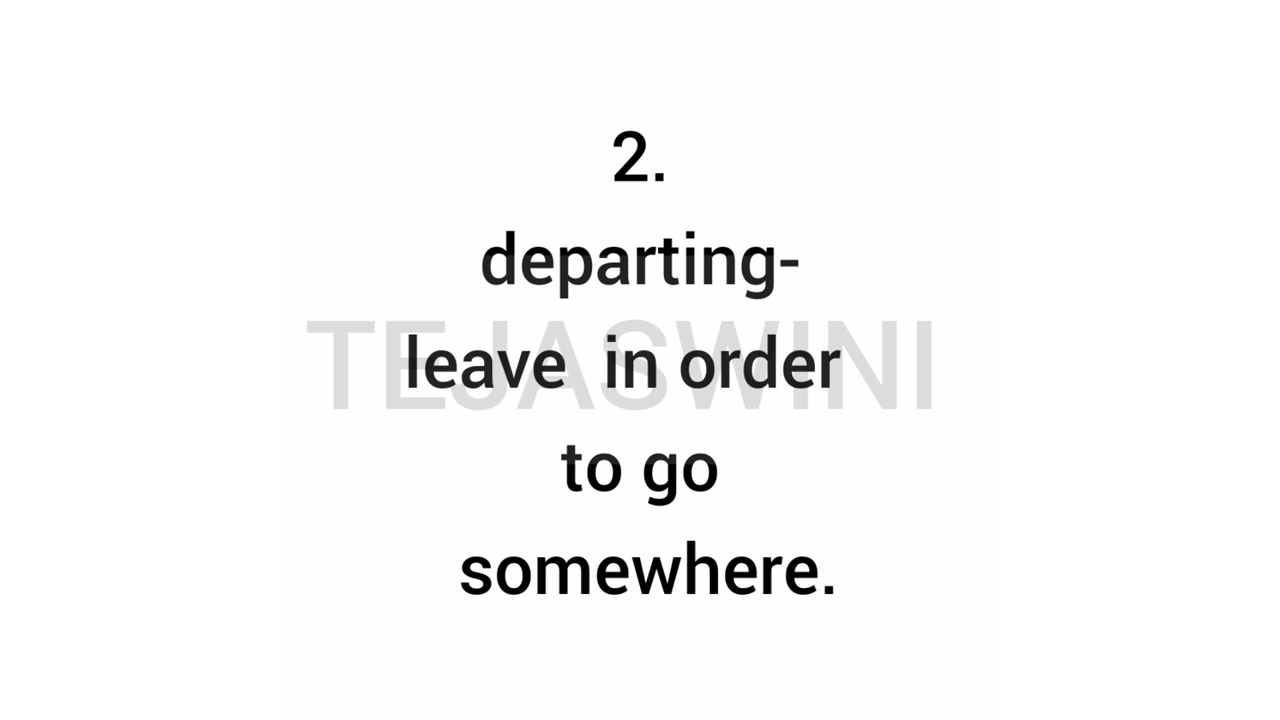 2.
departing-
TEJASWINI
leave in order
to go
somewhere.